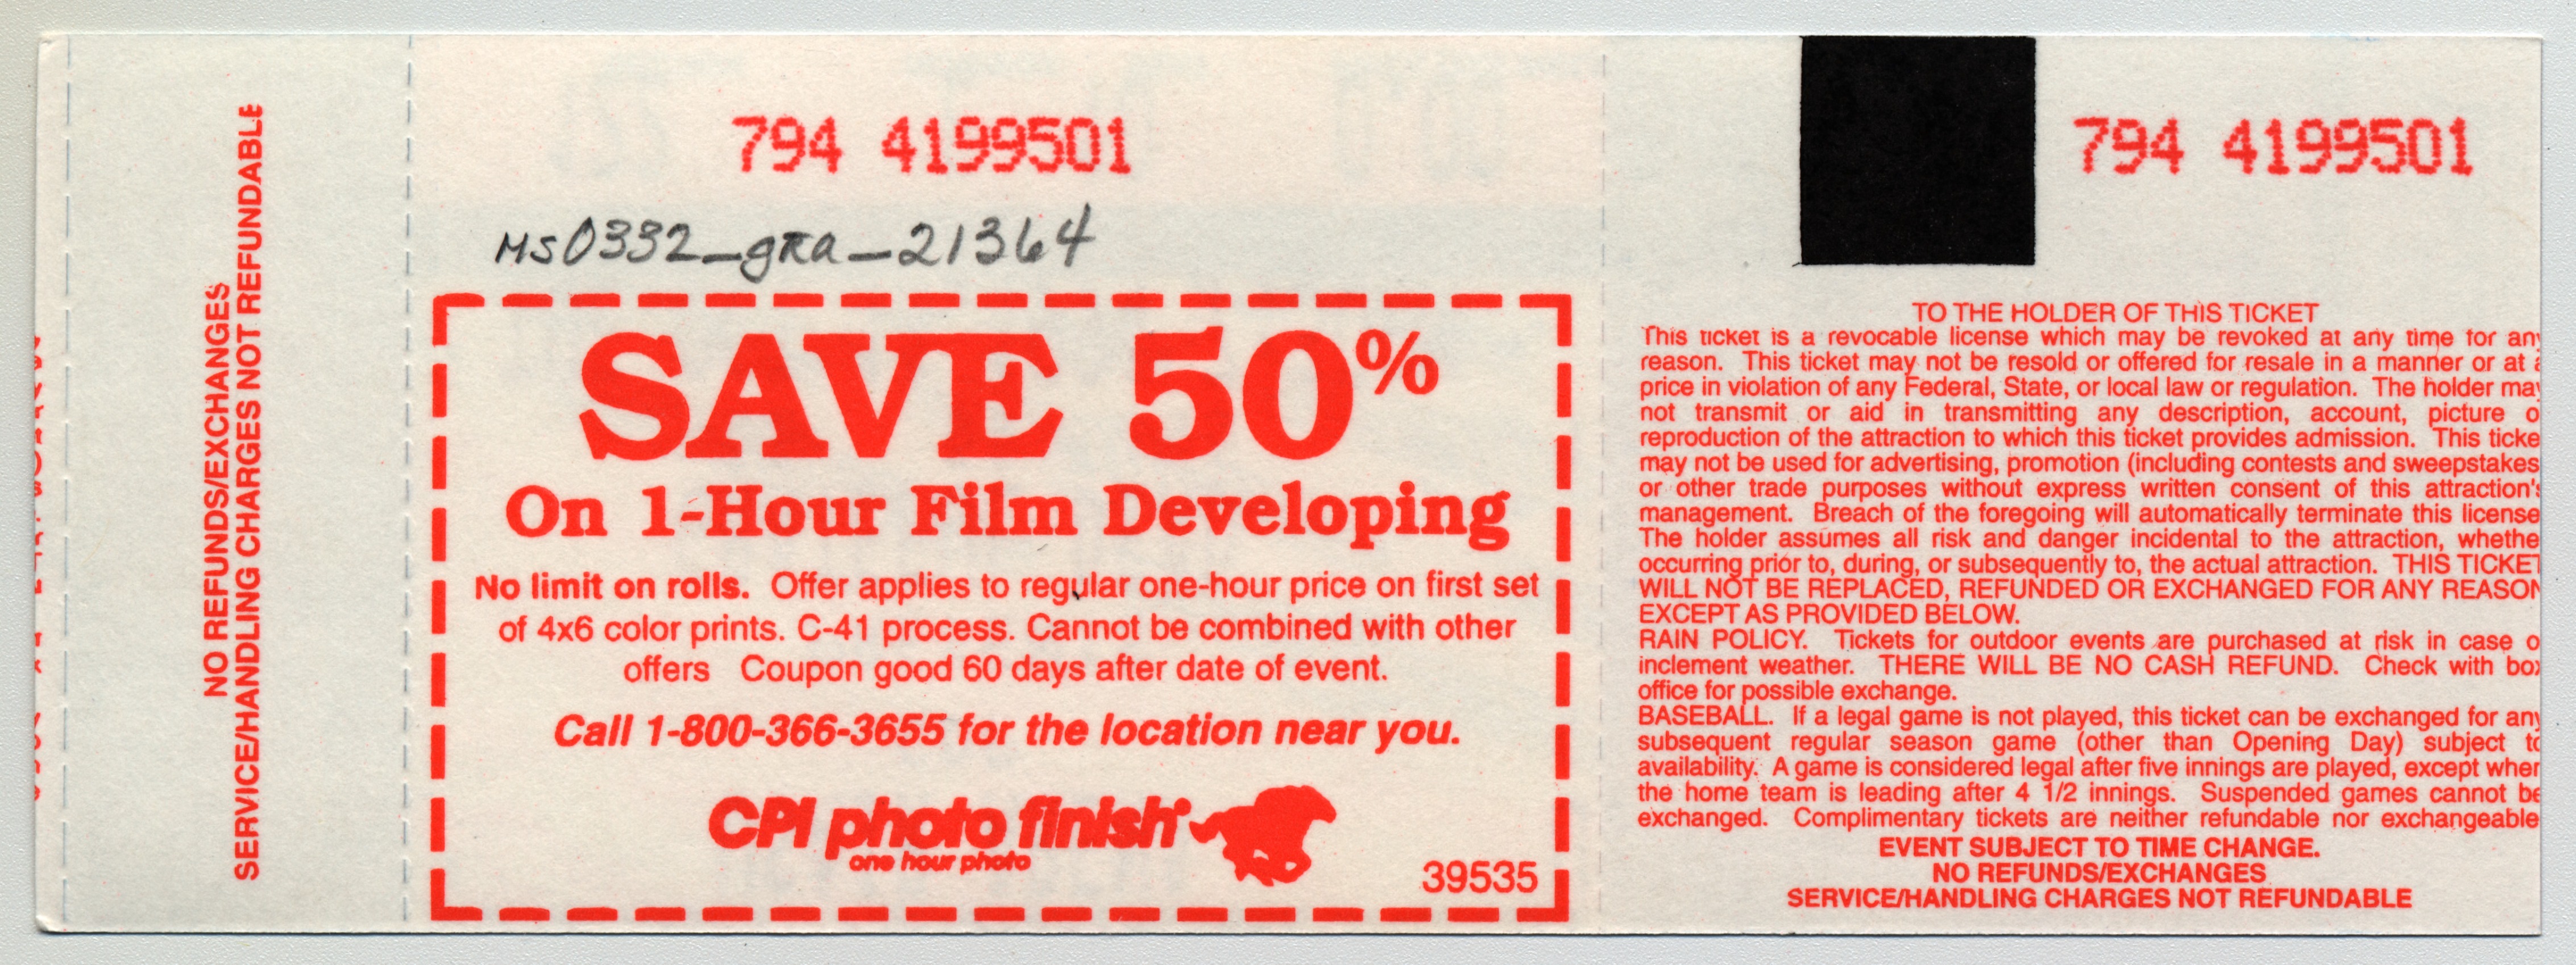 NO REFUNDS/EXCHANGES
SERVICE/HANDLING CHARGES NOT REFUNDABLE
794 4199501
MS0332_gra_21364
SAVE 50%
On 1-Hour Film Developing
No limit on rolls. Offer applies to regular one-hour price on first set
of 4x6 color prints. C-41 process. Cannot be combined with other
offers Coupon good 60 days after date of event.
Call 1-800-366-3655 for the location near you.
CPI photo finish
one hour photo
39535
794 4199501
TO THE HOLDER OF THIS TICKET
This ticket is a revocable license which may be revoked at any time for any
reason. This ticket may not be resold or offered for resale in a manner or at
price in violation of any Federal, State, or local law or regulation. The holder may
not transmit or aid in transmitting any description, account, picture o
reproduction of the attraction to which this ticket provides admission. This ticke
may not be used for advertising, promotion (including contests and sweepstakes
or other trade purposes without express written consent of this attraction's
management. Breach of the foregoing will automatically terminate this license
The holder assumes all risk and danger incidental to the attraction, whethe
occurring prior to, during, or subsequently to, the actual attraction. THIS TICKET
WILL NOT BE REPLACED, REFUNDED OR EXCHANGED FOR ANY REASON
EXCEPT AS PROVIDED BELOW.
RAIN POLICY. Tickets for outdoor events are purchased at risk in case o
inclement weather. THERE WILL BE NO CASH REFUND. Check with box
office for possible exchange.
BASEBALL. If a legal game is not played, this ticket can be exchanged for any
subsequent regular season game (other than Opening Day) subject to
availability. A game is considered legal after five innings are played, except when
the home team is leading after 4 1/2 innings. Suspended games cannot be
exchanged. Complimentary tickets are neither refundable nor exchangeable
EVENT SUBJECT TO TIME CHANGE.
NO REFUNDS/EXCHANGES
SERVICE/HANDLING CHARGES NOT REFUNDABLE